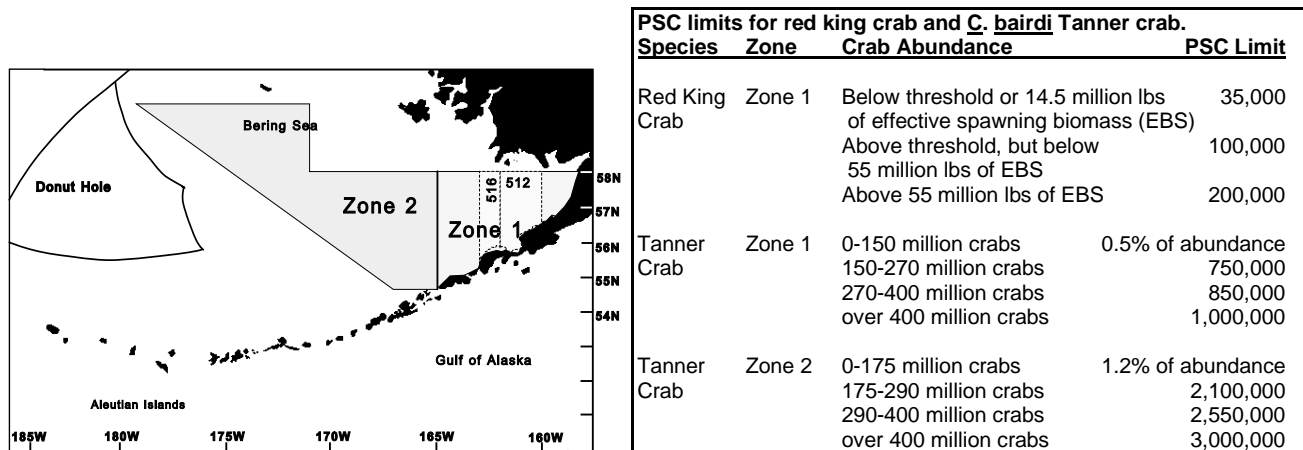 Bering Sea
Donut Hole
Zone 2
Zone 1
516
512
58N
57N
56N
55N
54N
Gulf of Alaska
Aleutian Islands
185W 180W 175W 170W 165W 160W
PSC limits for red king crab and C. bairdi Tanner crab.
Species Zone Crab Abundance PSC Limit
Red King Zone 1 Below threshold or 14.5 million lbs 35,000
Crab of effective spawning biomass (EBS)
Above threshold, but below 100,000
55 million lbs of EBS
Above 55 million lbs of EBS 200,000
Tanner Zone 1 0-150 million crabs 0.5% of abundance
Crab 150-270 million crabs 750,000
270-400 million crabs 850,000
over 400 million crabs 1,000,000
Tanner Zone 2 0-175 million crabs 1.2% of abundance
Crab 175-290 million crabs 2,100,000
290-400 million crabs 2,550,000
over 400 million crabs 3,000,000